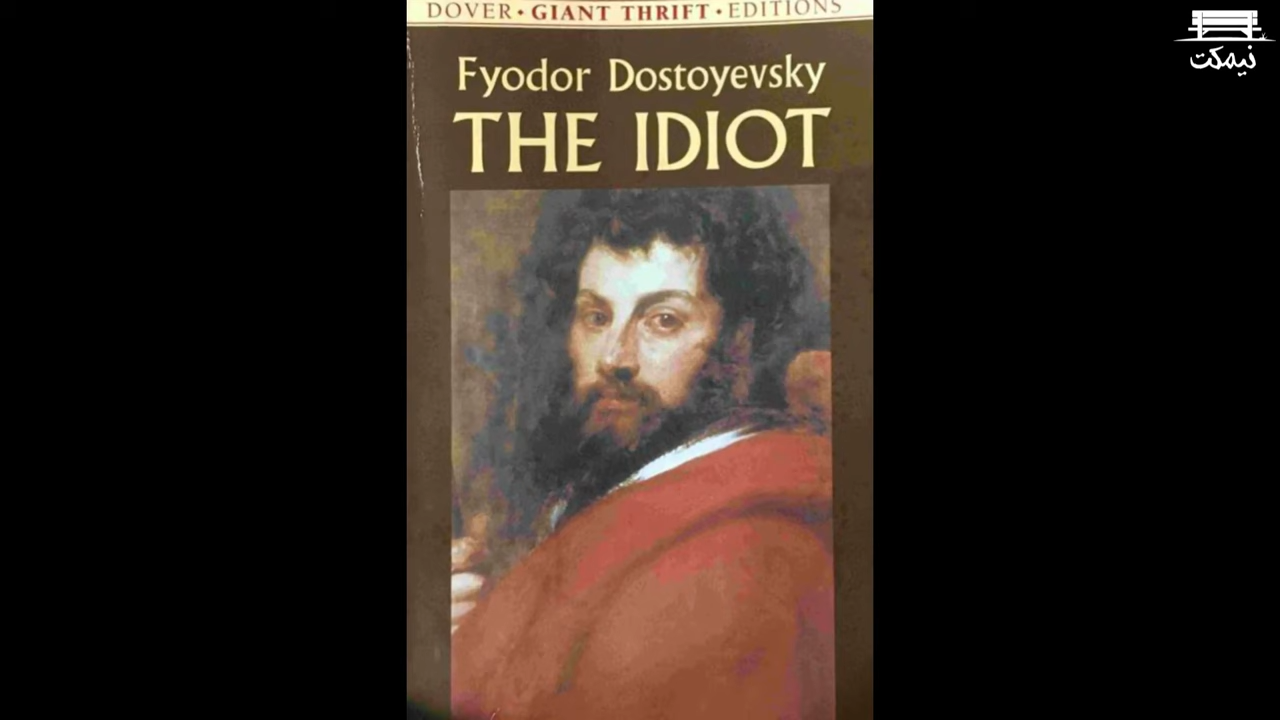 DOVER • GIANT THRIFT • EDITIONS
Fyodor Dostoyevsky
THE IDIOT
نیمکت